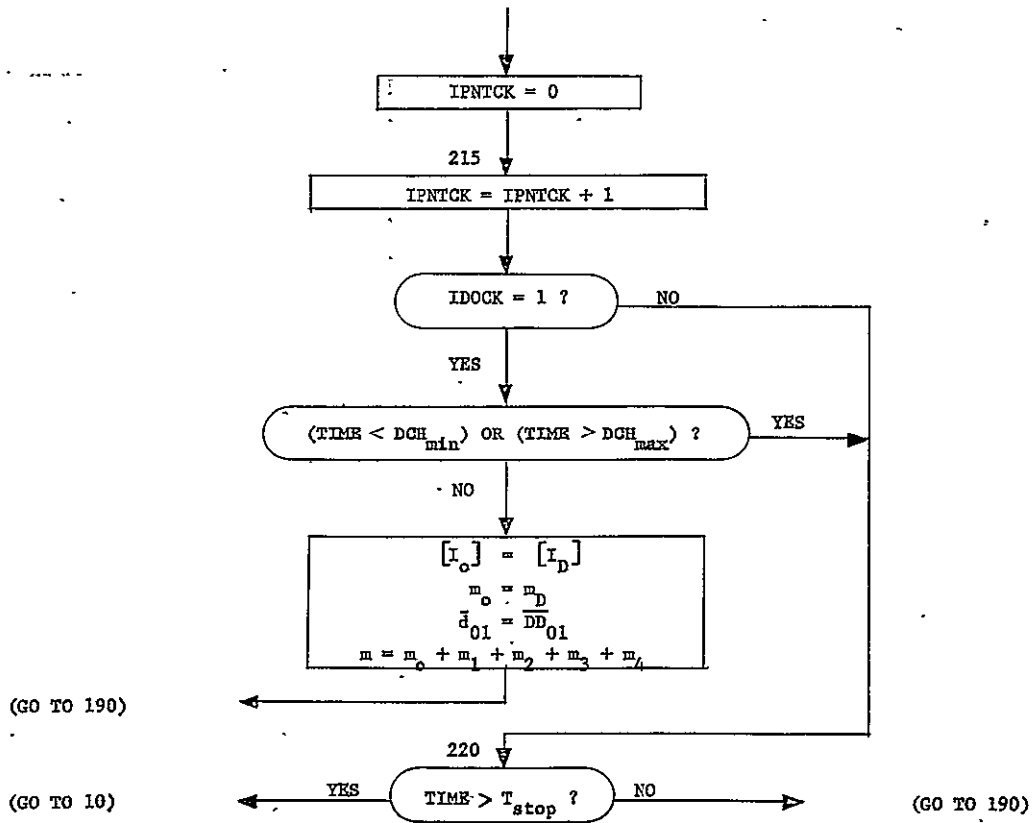 IPNTCK = 0
215
IPNTCK = IPNTCK + 1
IDOCK = 1 ?
NO
YES
(TIME < DCH_min) OR (TIME > DCH_max) ?
YES
NO
[I_o] = [I_D]
m_o = m_D
d̄_01 = D̅D̅_01
m = m_o + m_1 + m_2 + m_3 + m_4
(GO TO 190)
220
(GO TO 10)
YES
TIME > T_stop ?
NO
(GO TO 190)